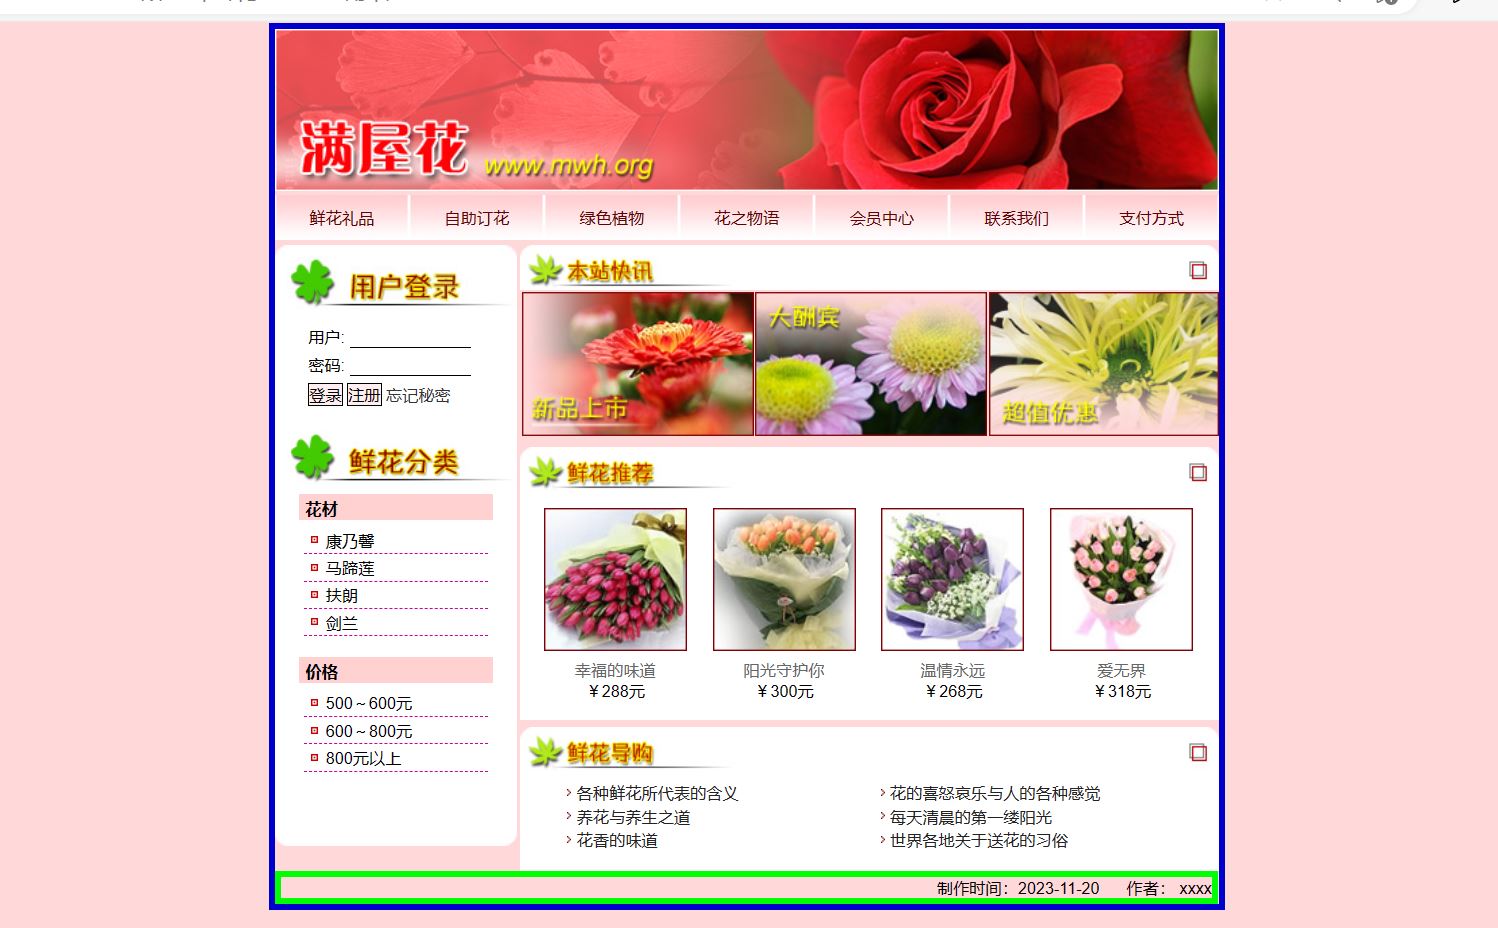 满屋花 www.mwh.org
鲜花礼品 自助订花 绿色植物 花之物语 会员中心 联系我们 支付方式
用户登录
用户:
密码:
登录 注册 忘记秘密
鲜花分类
花材
康乃馨
马蹄莲
扶朗
剑兰
价格
500～600元
600～800元
800元以上
本站快讯
新品上市
大酬宾
超值优惠
鲜花推荐
幸福的味道
￥288元
阳光守护你
￥300元
温情永远
￥268元
爱无界
￥318元
鲜花导购
各种鲜花所代表的含义
养花与养生之道
花香的味道
花的喜怒哀乐与人的各种感觉
每天清晨的第一缕阳光
世界各地关于送花的习俗
制作时间：2023-11-20 作者： xxxx